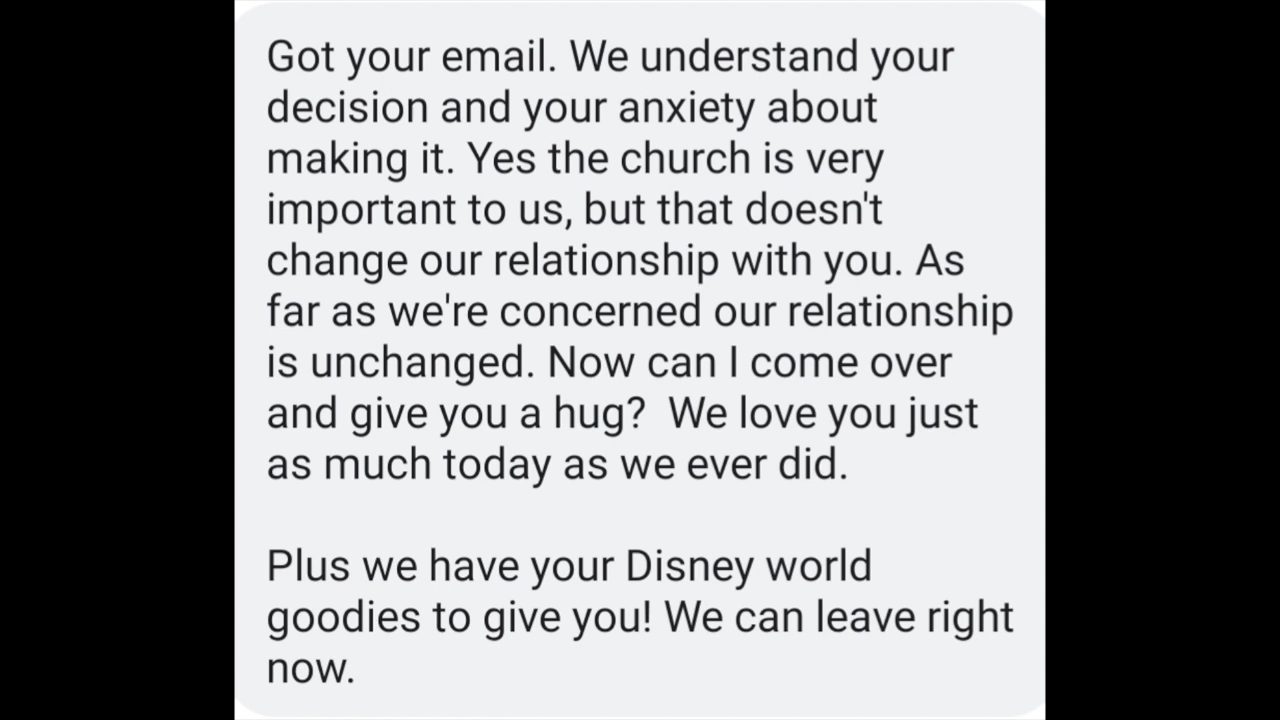 Got your email. We understand your
decision and your anxiety about
making it. Yes the church is very
important to us, but that doesn't
change our relationship with you. As
far as we're concerned our relationship
is unchanged. Now can I come over
and give you a hug?  We love you just
as much today as we ever did.

Plus we have your Disney world
goodies to give you! We can leave right
now.